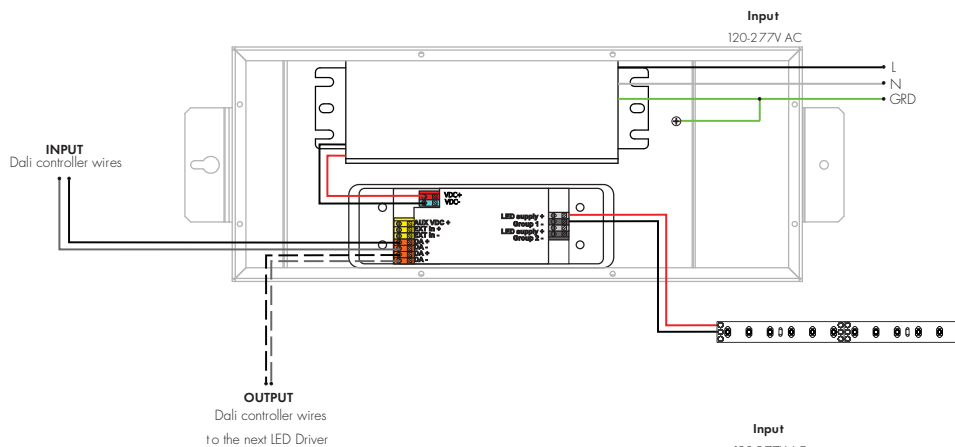 Input
120-277V AC
L
N
GRD
INPUT
Dali controller wires
VDC+
VDC-
AUX VDC +
EXT In +
EXT In -
DA +
DA -
DA +
DA -
LED supply +
Group 1 -
LED supply +
Group 2 -
OUTPUT
Dali controller wires
to the next LED Driver
Input